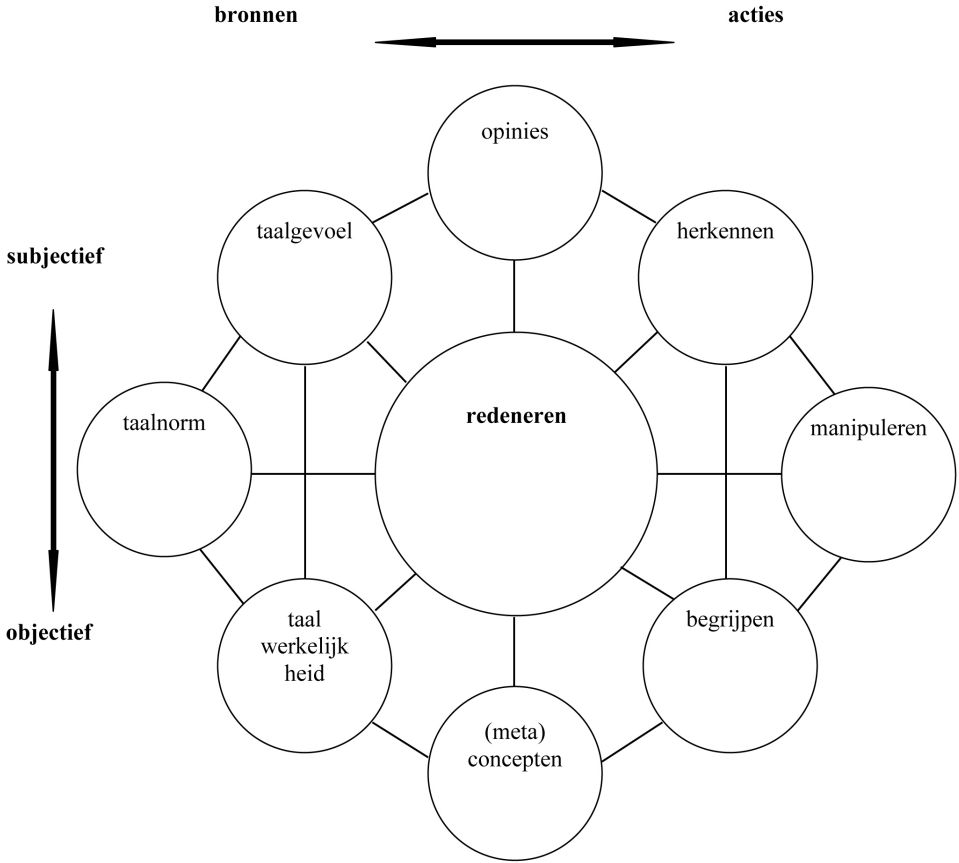 bronnen
acties
opinies
taalgevoel
herkennen
subjectief
redeneren
taalnorm
manipuleren
objectief
taal
werkelijk
heid
begrijpen
(meta)
concepten